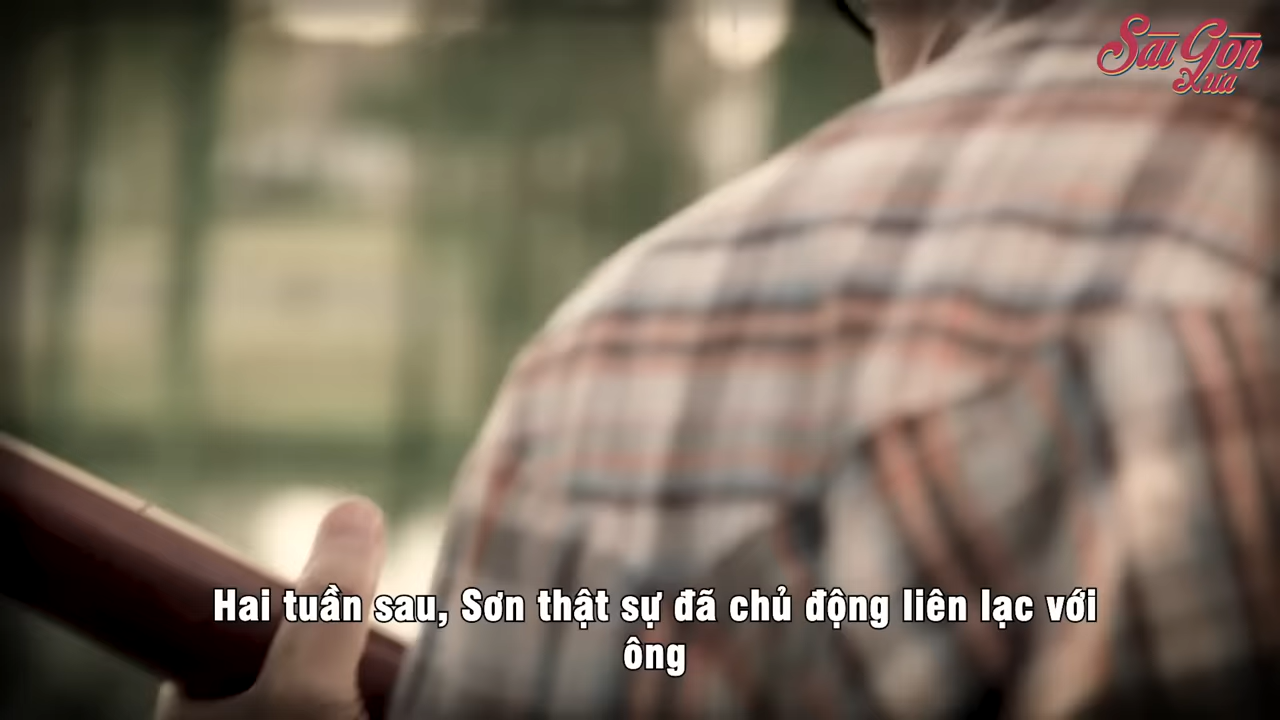 Sài Gòn
Xưa
Hai tuần sau, Sơn thật sự đã chủ động liên lạc với
ông